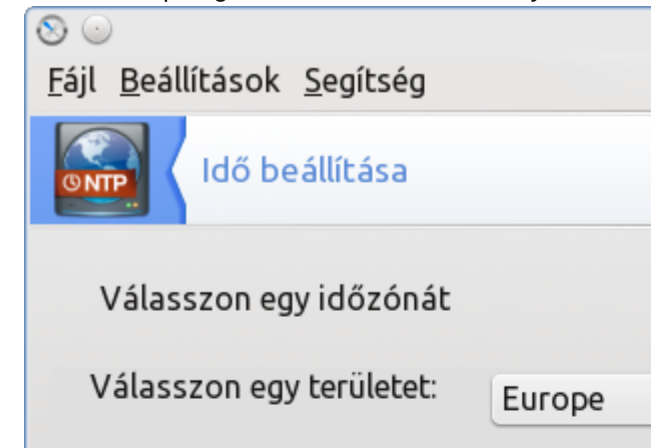 Fájl Beállítások Segítség
NTP
Idő beállítása
Válasszon egy időzónát
Válasszon egy területet:
Europe